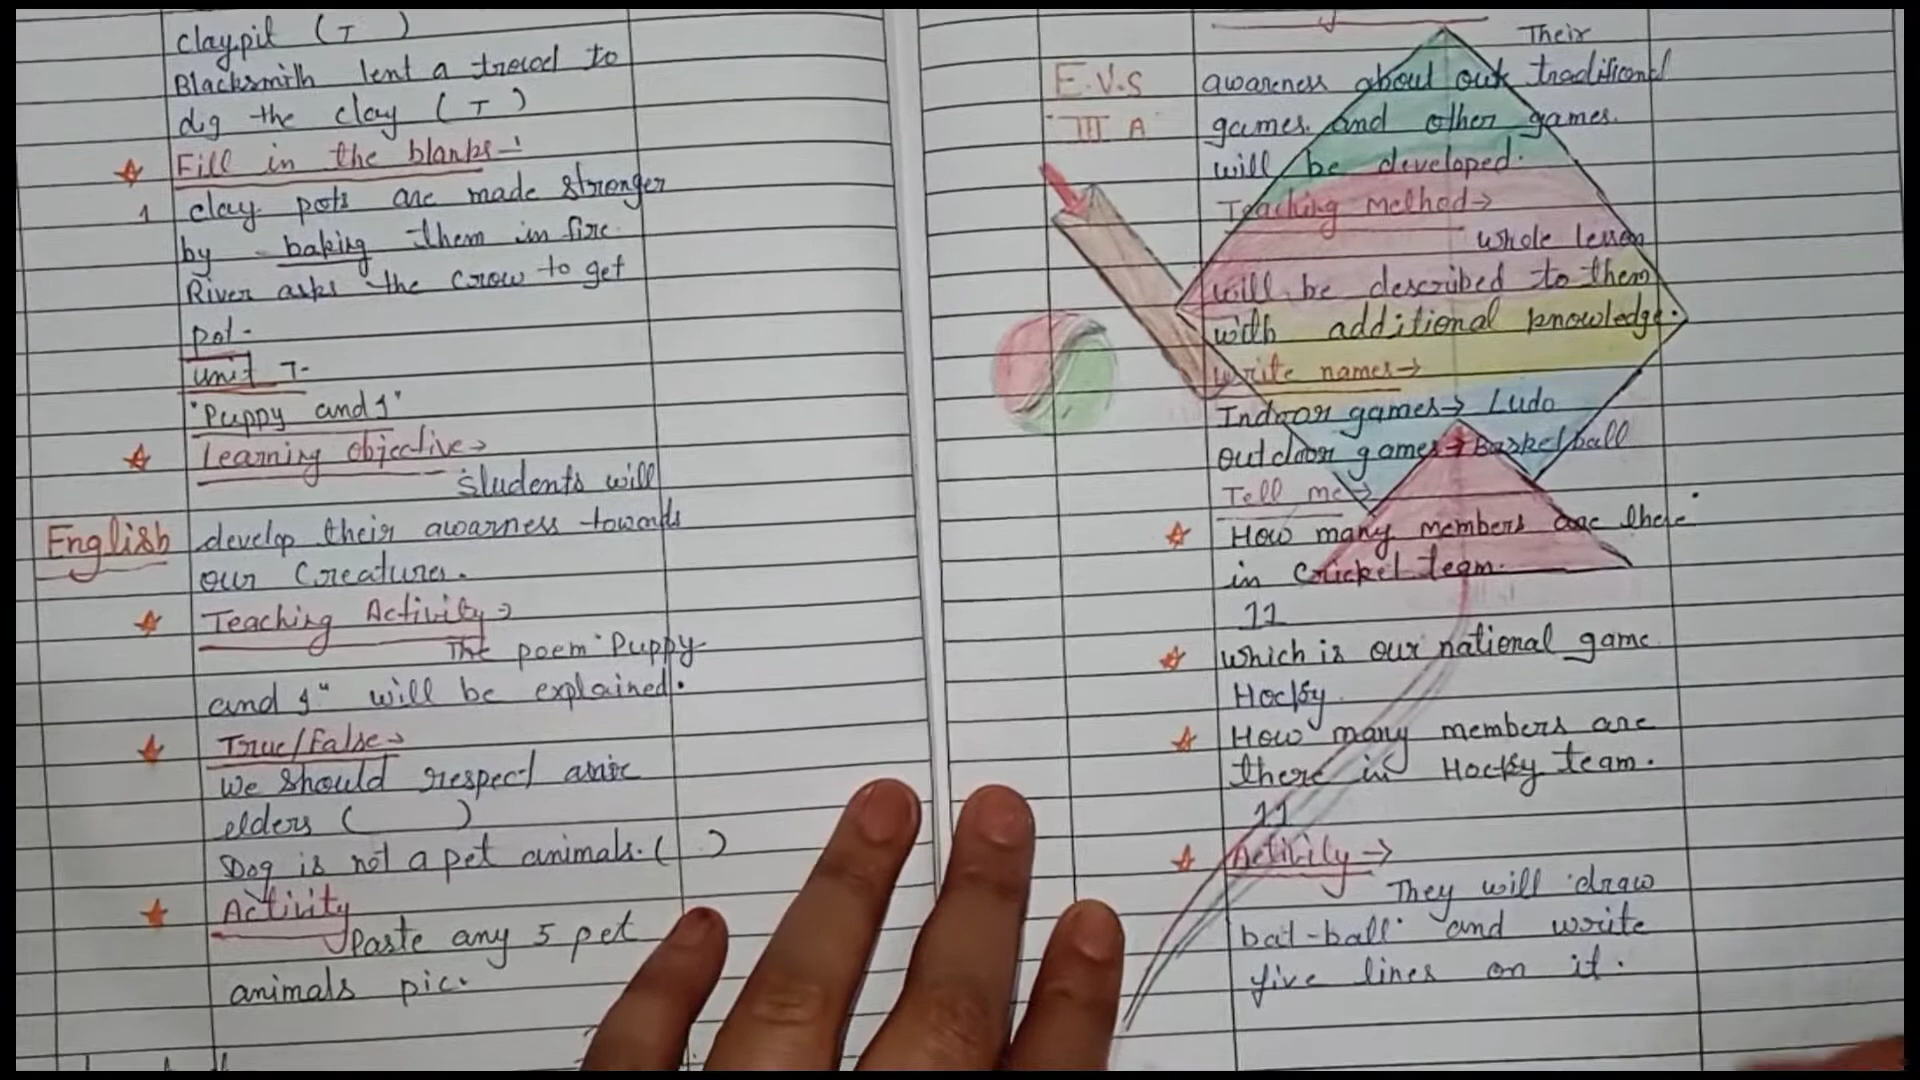 clay.pit ( T )
Blacksmith lent a trowel to
dig the clay ( T )
Fill in the blanks-!
1 clay pots are made stronger
by baking them in fire.
River asks the crow to get
pot-
unit 7-
"Puppy and I"
Learning objective→
students will
English
develop their awarness towards
our Creatures.
Teaching Activity→
The poem "Puppy
and I" will be explained.
True/False→
We should respect
elders ( )
Dog is not a pet animals. ( )
Activity
Paste any 5 pet
animals pic.
Their
E.V.S
III A
awareness about our traditional
games. and other games.
will be developed.
Teaching method→
whole lesson
will be described to them
with additional knowledge.
Write names→
Indoor games→ Ludo
outdoor games→ Basketball
Tell me→
How many members are there
in Cricket team.
11
Which is our national game
Hocky.
How many members are
there in Hocky team.
11
Activity→
They will draw
bat-ball and write
five lines on it.